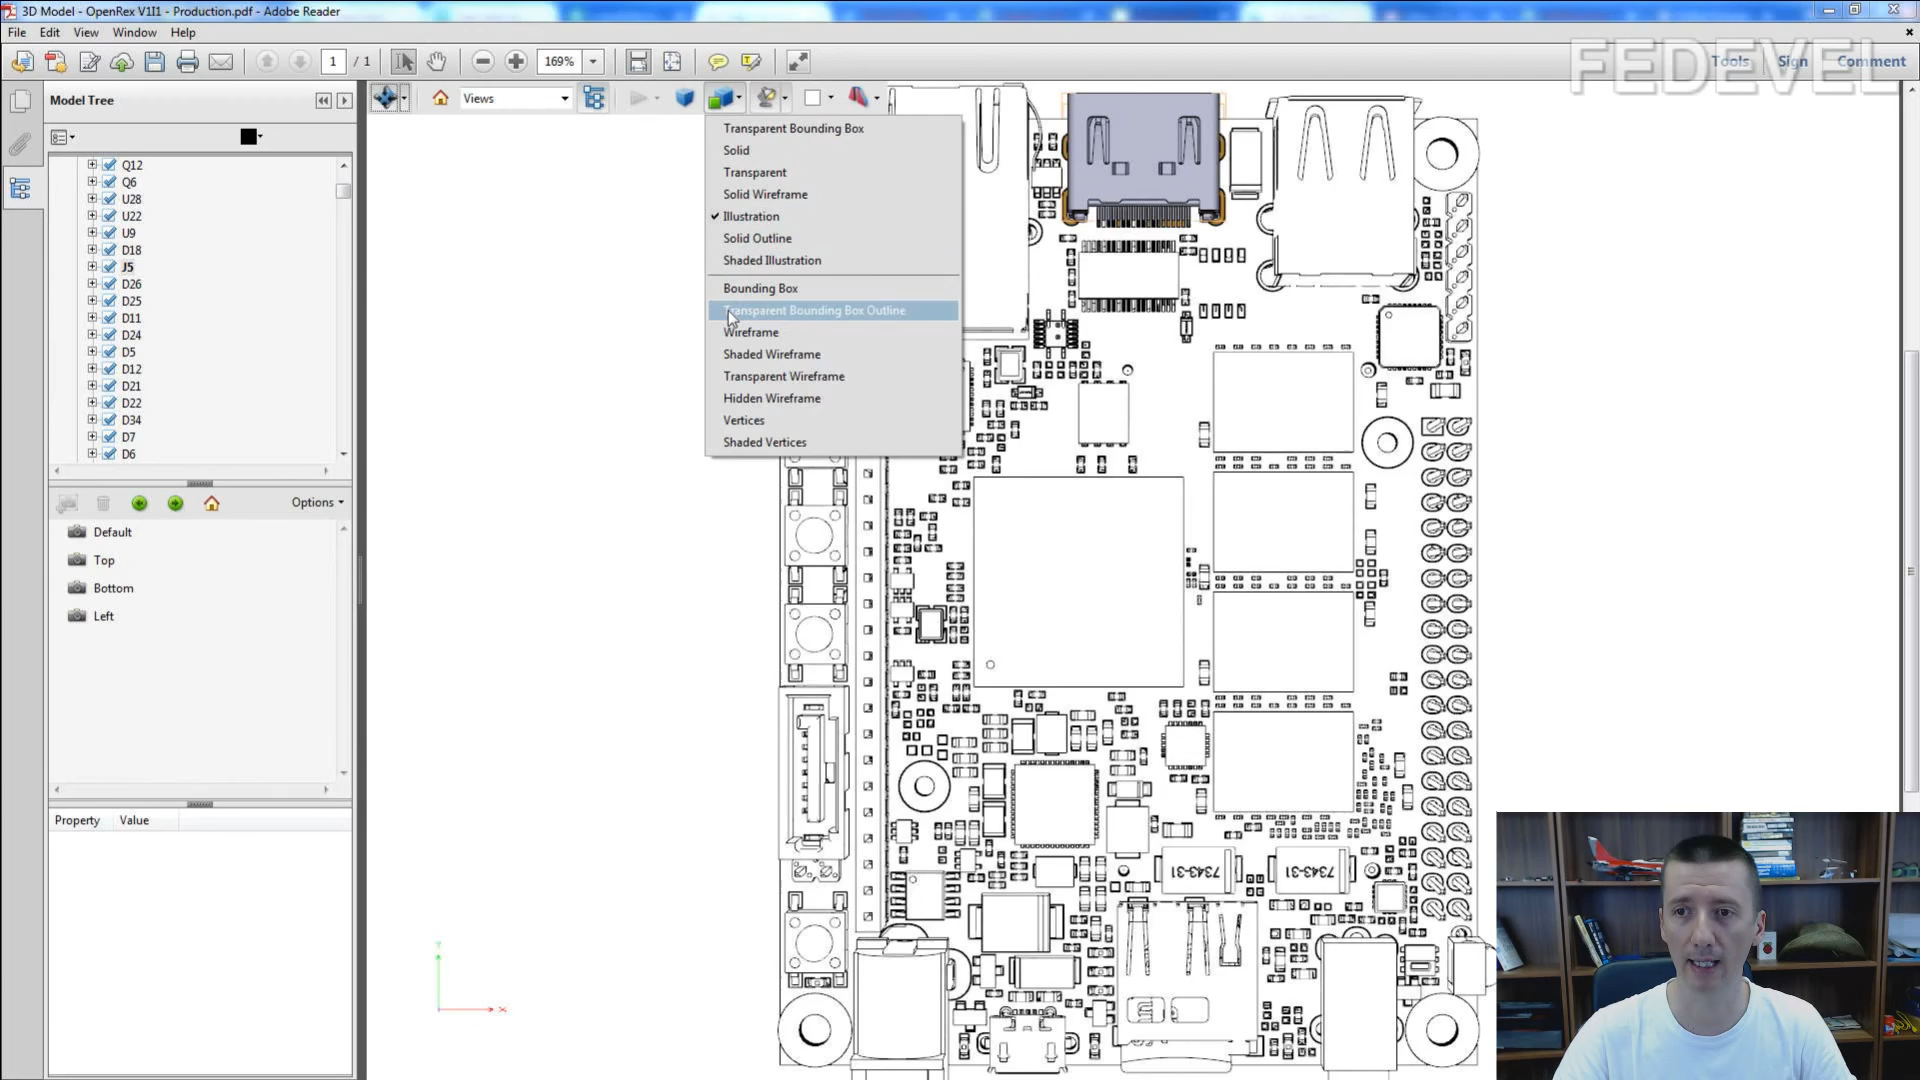 3D Model - OpenRex V1I1 - Production.pdf - Adobe Reader
File Edit View Window Help
1 / 1 169% Tools Sign Comment
FEDEVEL
Model Tree
Views
Q12
Q6
U28
U22
U9
D18
J5
D26
D25
D11
D24
D5
D12
D21
D22
D34
D7
D6
Transparent Bounding Box
Solid
Transparent
Solid Wireframe
Illustration
Solid Outline
Shaded Illustration
Bounding Box
Transparent Bounding Box Outline
Wireframe
Shaded Wireframe
Transparent Wireframe
Hidden Wireframe
Vertices
Shaded Vertices
Options
Default
Top
Bottom
Left
Property Value
7343-31 7343-31
Y
X